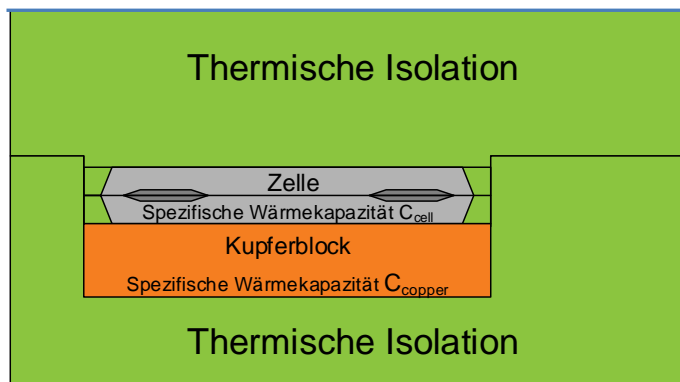 Thermische Isolation
Zelle
Spezifische Wärmekapazität Ccell
Kupferblock
Spezifische Wärmekapazität Ccopper
Thermische Isolation